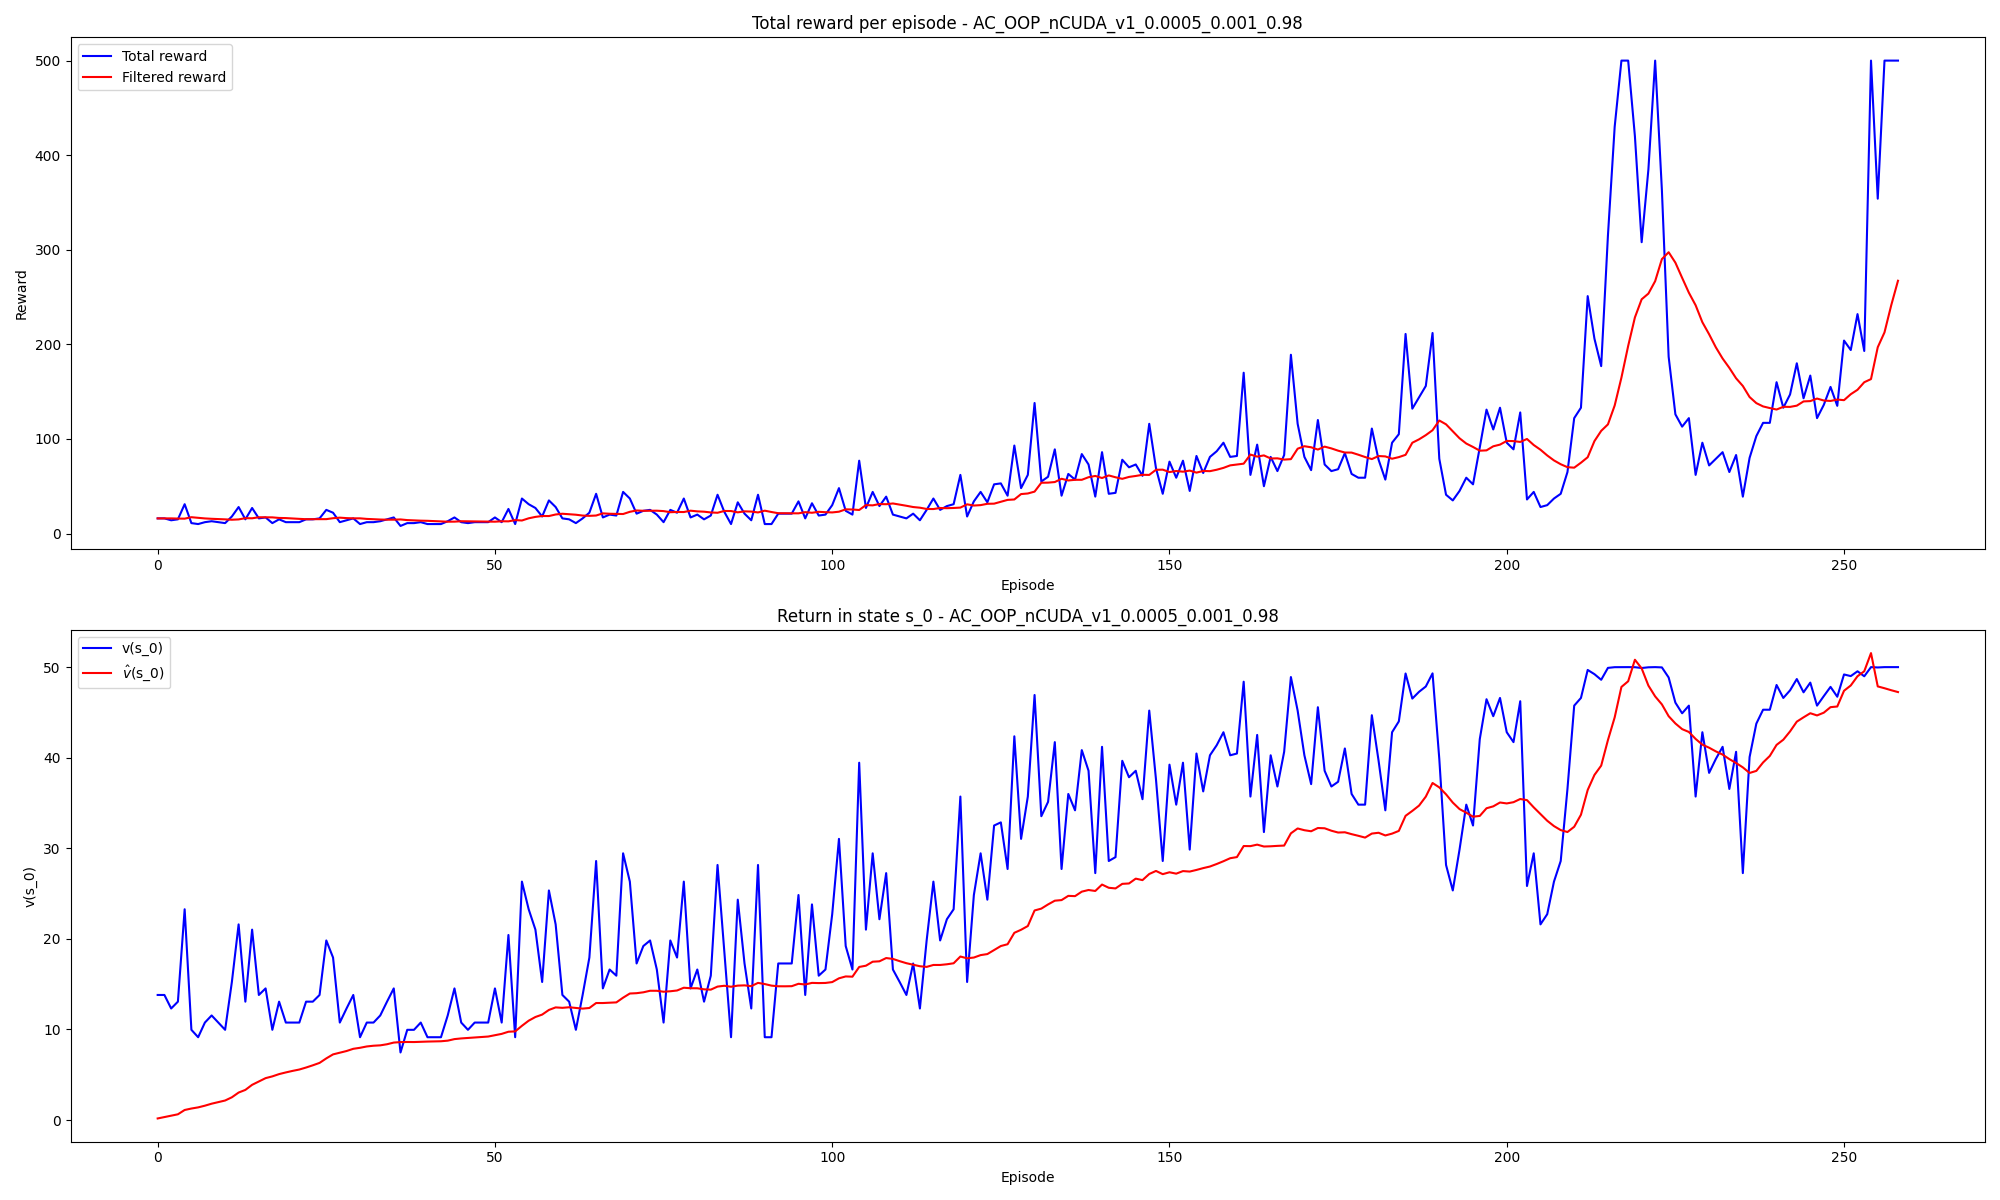 Total reward per episode - AC_OOP_nCUDA_v1_0.0005_0.001_0.98
Total reward
Filtered reward
500
400
300
200
100
0
Reward
0 50 100 150 200 250
Episode
Return in state s_0 - AC_OOP_nCUDA_v1_0.0005_0.001_0.98
v(s_0)
v̂(s_0)
50
40
30
20
10
0
v(s_0)
0 50 100 150 200 250
Episode